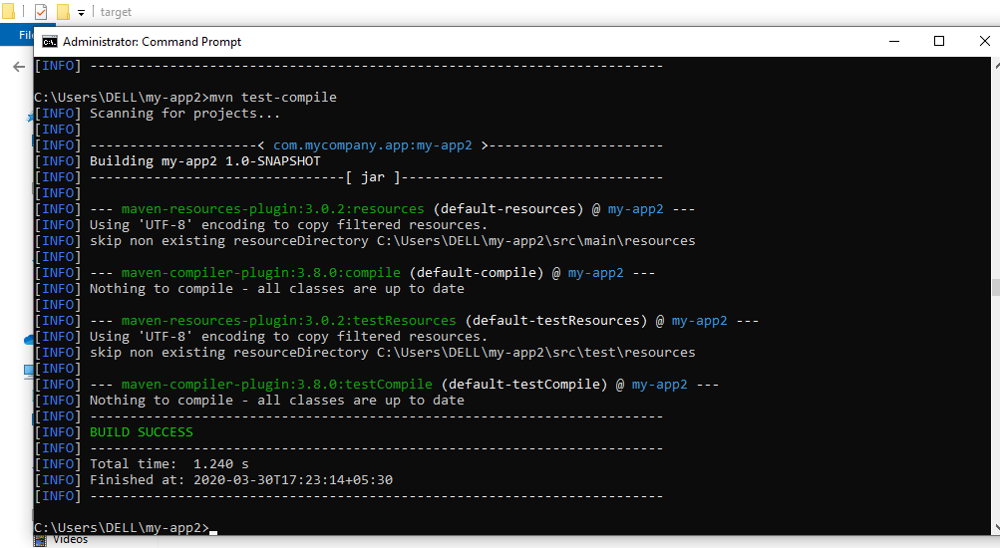 target
Fil
Administrator: Command Prompt
[INFO] ------------------------------------------------------------------------
C:\Users\DELL\my-app2>mvn test-compile
[INFO] Scanning for projects...
[INFO]
[INFO] ---------------------< com.mycompany.app:my-app2 >----------------------
[INFO] Building my-app2 1.0-SNAPSHOT
[INFO] --------------------------------[ jar ]---------------------------------
[INFO]
[INFO] --- maven-resources-plugin:3.0.2:resources (default-resources) @ my-app2 ---
[INFO] Using 'UTF-8' encoding to copy filtered resources.
[INFO] skip non existing resourceDirectory C:\Users\DELL\my-app2\src\main\resources
[INFO]
[INFO] --- maven-compiler-plugin:3.8.0:compile (default-compile) @ my-app2 ---
[INFO] Nothing to compile - all classes are up to date
[INFO]
[INFO] --- maven-resources-plugin:3.0.2:testResources (default-testResources) @ my-app2 ---
[INFO] Using 'UTF-8' encoding to copy filtered resources.
[INFO] skip non existing resourceDirectory C:\Users\DELL\my-app2\src\test\resources
[INFO]
[INFO] --- maven-compiler-plugin:3.8.0:testCompile (default-testCompile) @ my-app2 ---
[INFO] Nothing to compile - all classes are up to date
[INFO] ------------------------------------------------------------------------
[INFO] BUILD SUCCESS
[INFO] ------------------------------------------------------------------------
[INFO] Total time:  1.240 s
[INFO] Finished at: 2020-03-30T17:23:14+05:30
[INFO] ------------------------------------------------------------------------
C:\Users\DELL\my-app2>
Videos